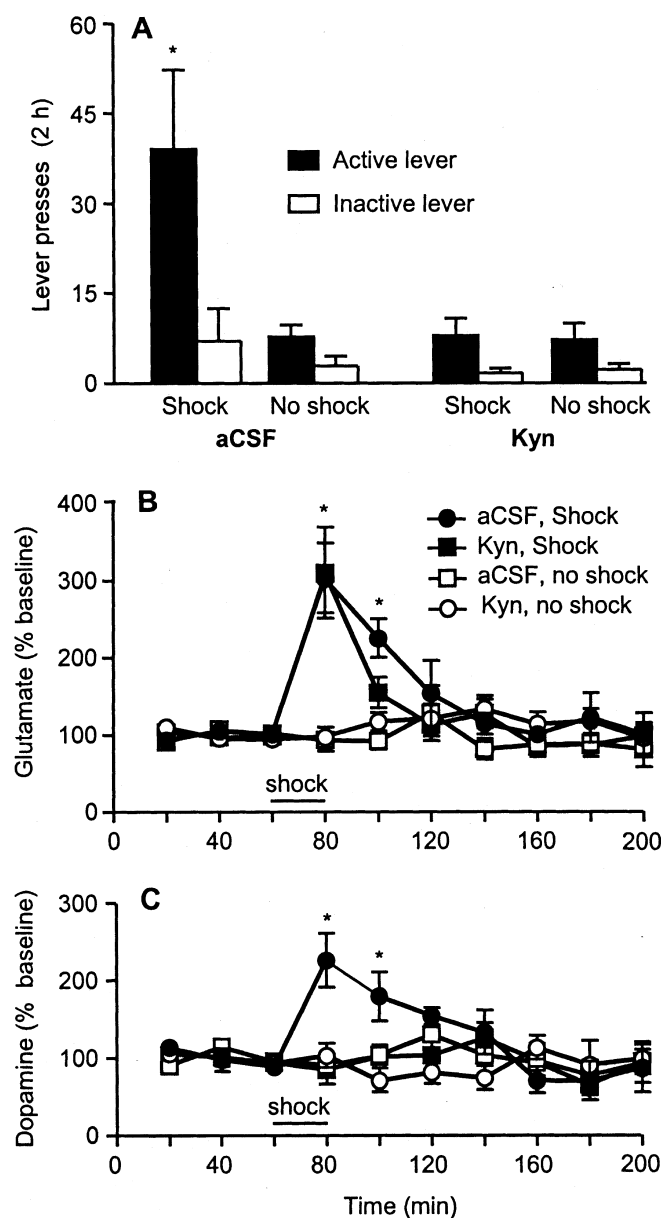 A
*
60
45
30
15
0
Lever presses (2 h)
Active lever
Inactive lever
Shock No shock Shock No shock
aCSF Kyn
B
*
*
400
300
200
100
0
Glutamate (% baseline)
aCSF, Shock
Kyn, Shock
aCSF, no shock
Kyn, no shock
shock
0 40 80 120 160 200
C
*
*
300
200
100
0
Dopamine (% baseline)
shock
0 40 80 120 160 200
Time (min)